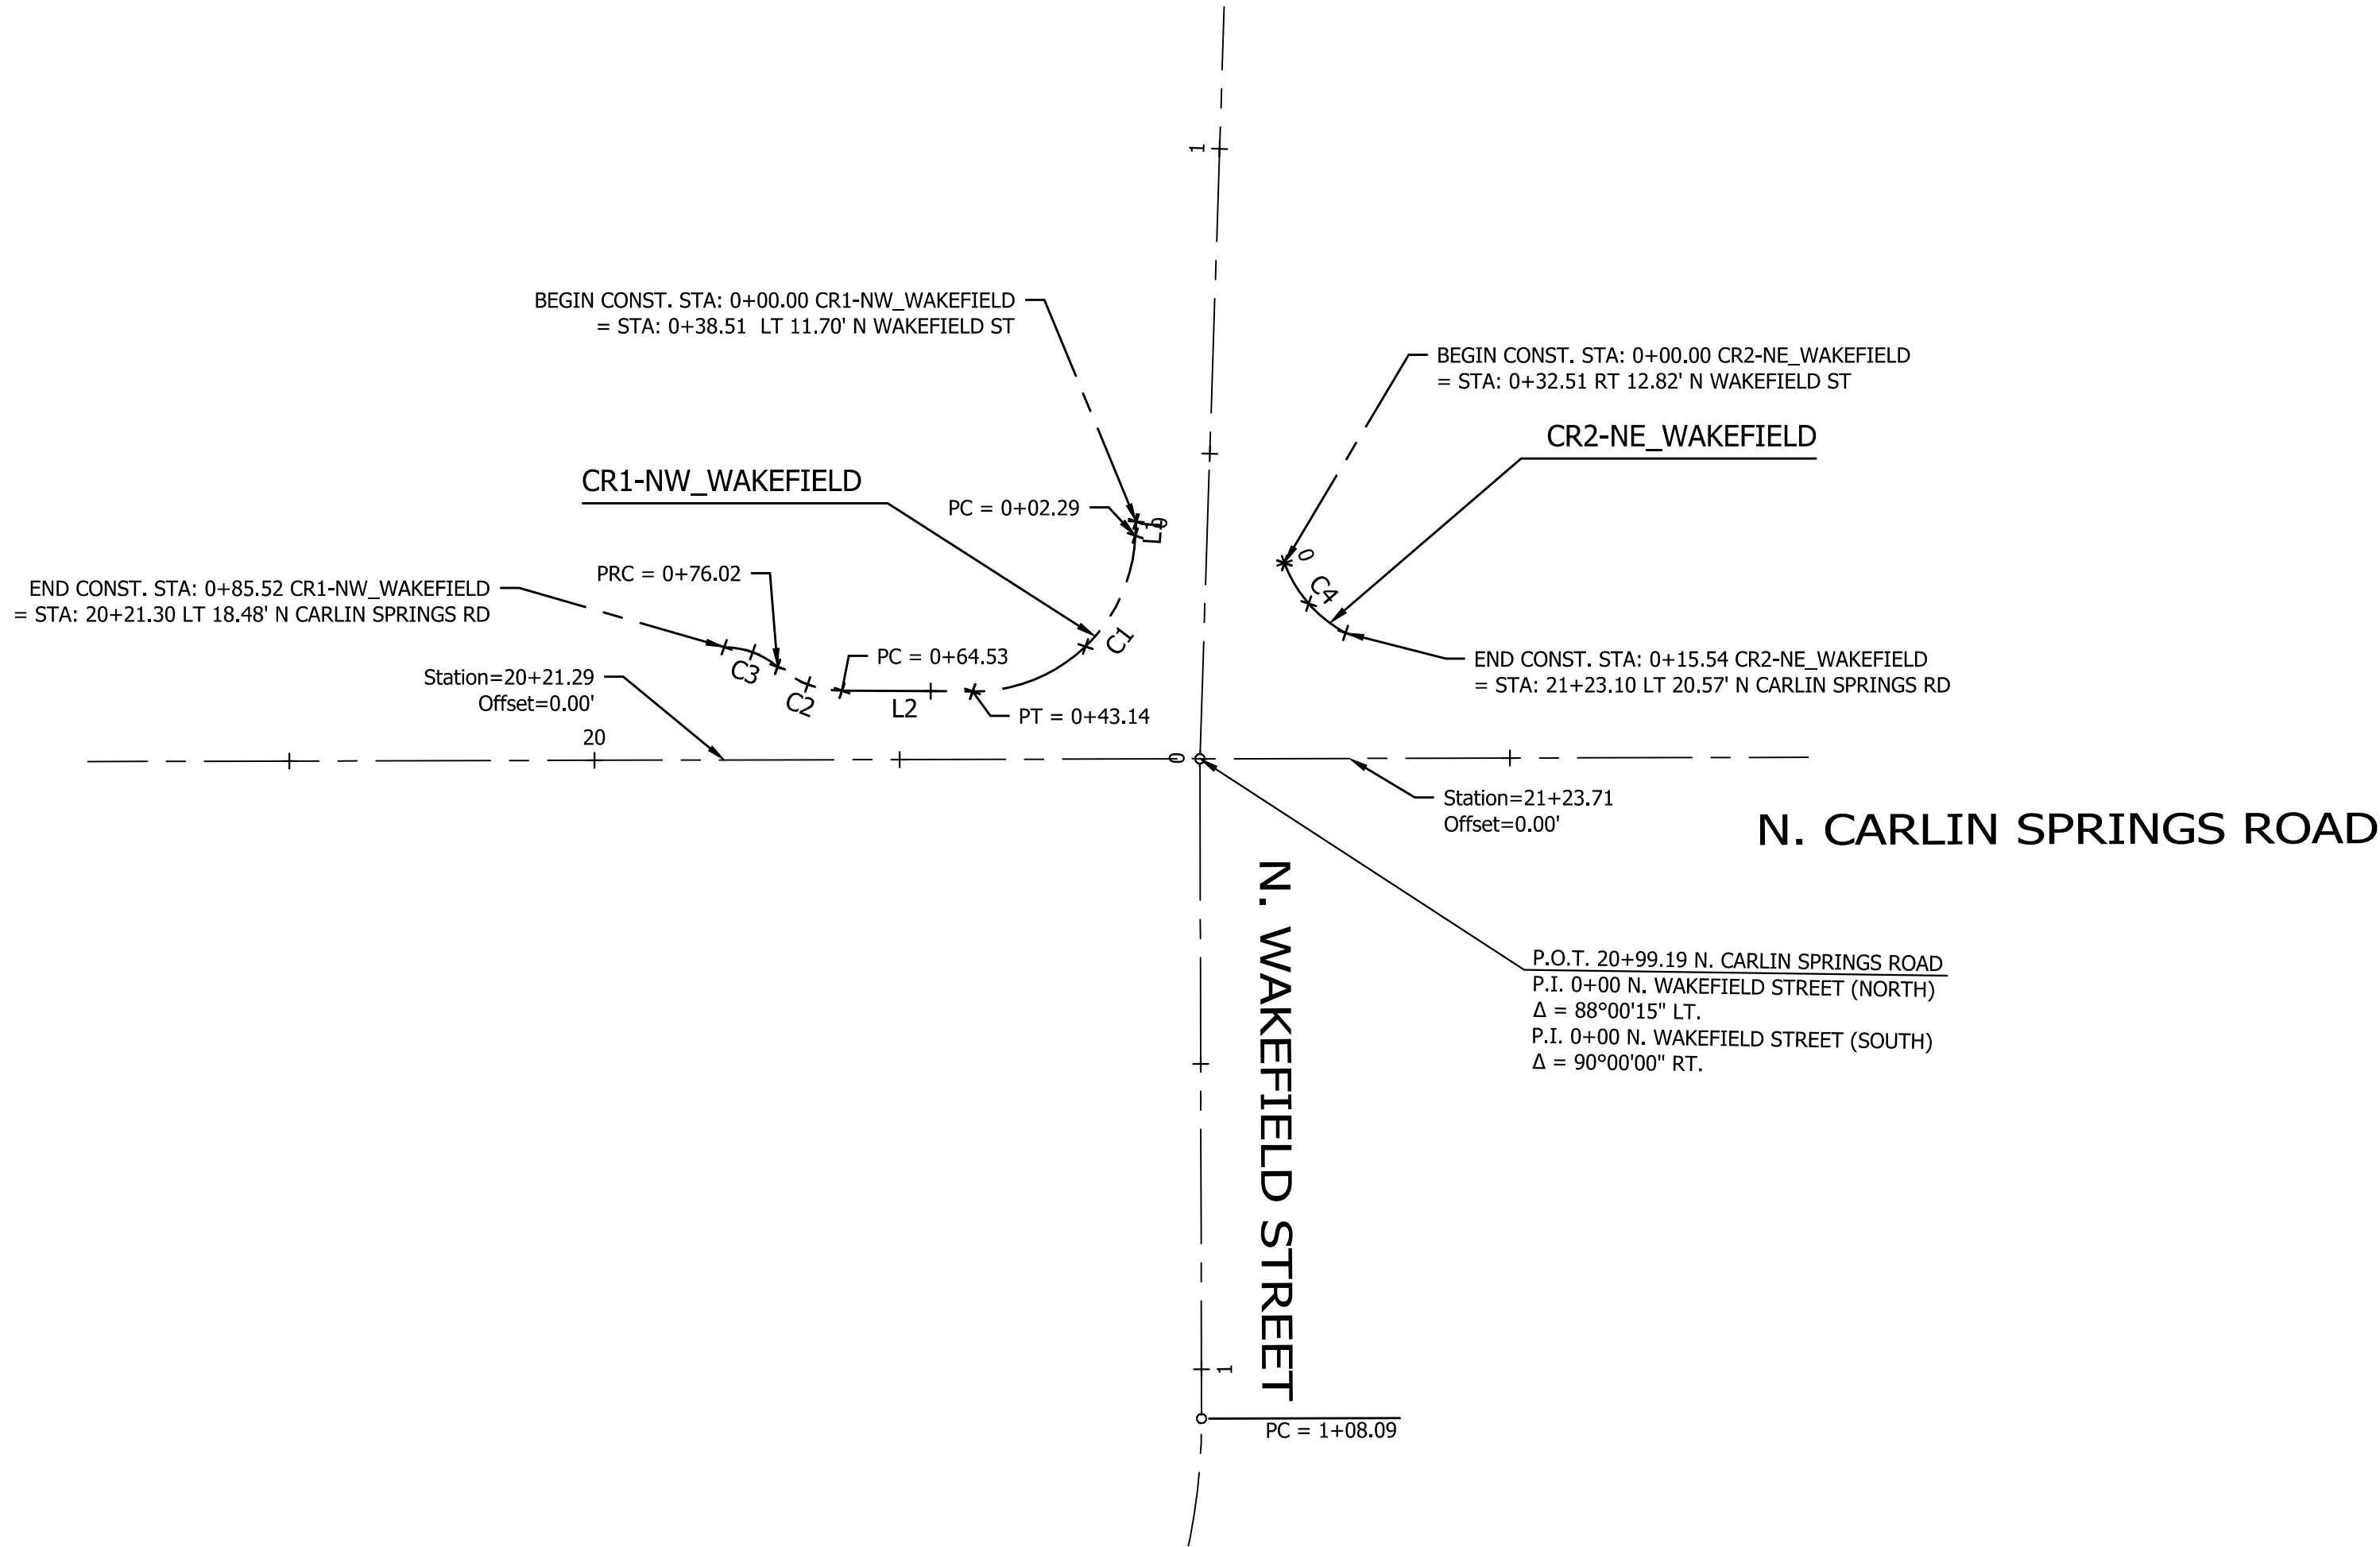 1
BEGIN CONST. STA: 0+00.00 CR1-NW_WAKEFIELD
= STA: 0+38.51 LT 11.70' N WAKEFIELD ST
BEGIN CONST. STA: 0+00.00 CR2-NE_WAKEFIELD
= STA: 0+32.51 RT 12.82' N WAKEFIELD ST
CR2-NE_WAKEFIELD
CR1-NW_WAKEFIELD
PC = 0+02.29
0
L1
0
C4
PRC = 0+76.02
END CONST. STA: 0+85.52 CR1-NW_WAKEFIELD
= STA: 20+21.30 LT 18.48' N CARLIN SPRINGS RD
C1
PC = 0+64.53
C3
END CONST. STA: 0+15.54 CR2-NE_WAKEFIELD
= STA: 21+23.10 LT 20.57' N CARLIN SPRINGS RD
Station=20+21.29
Offset=0.00'
C2
L2
PT = 0+43.14
20
0
Station=21+23.71
Offset=0.00'
N. CARLIN SPRINGS ROAD
N. WAKEFIELD STREET
P.O.T. 20+99.19 N. CARLIN SPRINGS ROAD
P.I. 0+00 N. WAKEFIELD STREET (NORTH)
Δ = 88°00'15" LT.
P.I. 0+00 N. WAKEFIELD STREET (SOUTH)
Δ = 90°00'00" RT.
1
PC = 1+08.09